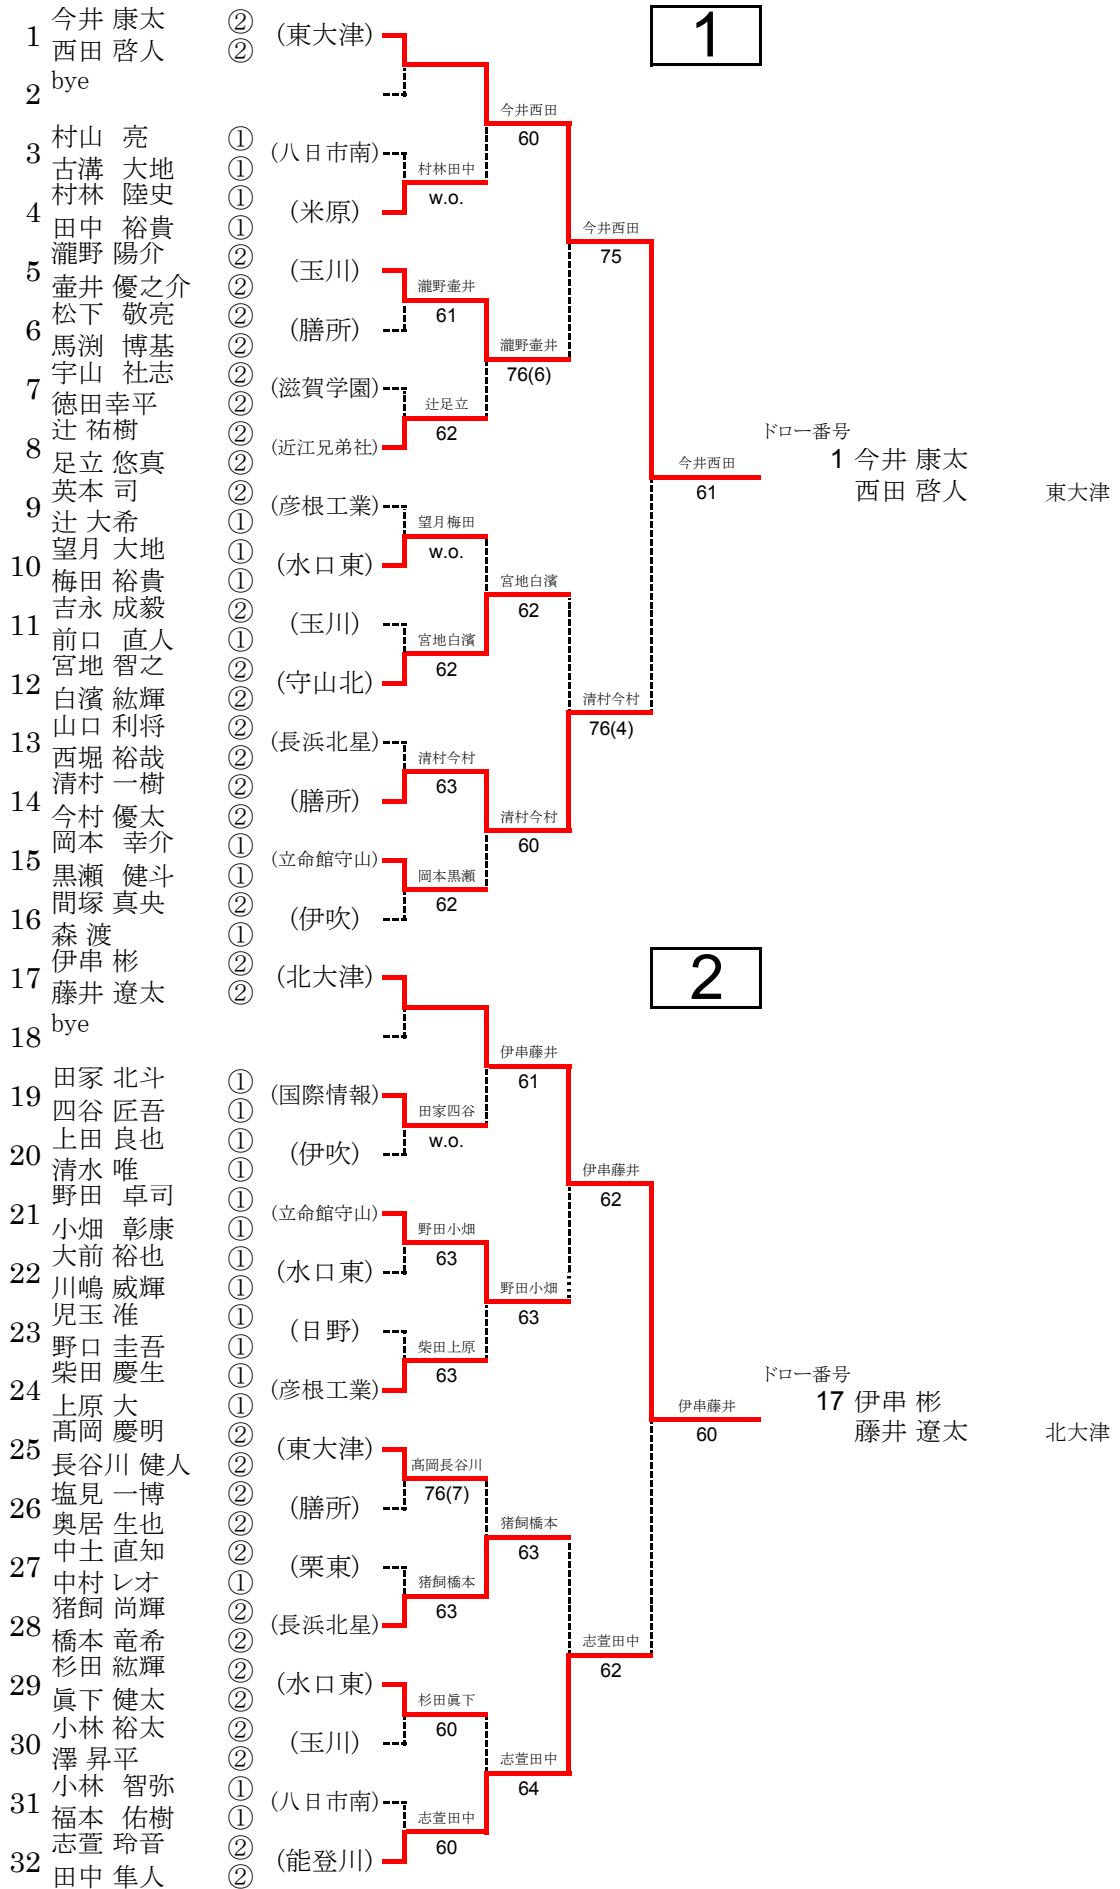 1
今井 康太 ② (東大津)
1
西田 啓人 ②
2 bye
今井西田
60
3 村山 亮 ① (八日市南)
古溝 大地 ①
村林田中
w.o.
4 村林 陸史 ① (米原)
田中 裕貴 ①
今井西田
75
5 瀧野 陽介 ② (玉川)
壷井 優之介 ②
瀧野壷井
61
6 松下 敬亮 ② (膳所)
馬渕 博基 ②
瀧野壷井
76(6)
7 宇山 社志 ② (滋賀学園)
徳田幸平 ②
辻足立
62
8 辻 祐樹 ② (近江兄弟社)
足立 悠真 ②
今井西田
61
ドロー番号
1 今井 康太
西田 啓人 東大津
9 英本 司 ② (彦根工業)
辻 大希 ①
望月梅田
w.o.
10 望月 大地 ① (水口東)
梅田 裕貴 ①
宮地白濱
62
11 吉永 成毅 ② (玉川)
前口 直人 ①
宮地白濱
62
12 宮地 智之 ② (守山北)
白濱 紘輝 ②
清村今村
76(4)
13 山口 利将 ② (長浜北星)
西堀 裕哉 ②
清村今村
63
14 清村 一樹 ② (膳所)
今村 優太 ②
清村今村
60
15 岡本 幸介 ① (立命館守山)
黒瀬 健斗 ①
岡本黒瀬
62
16 間塚 真央 ② (伊吹)
森 渡 ①
2
17 伊串 彬 ② (北大津)
藤井 遼太 ②
18 bye
伊串藤井
61
19 田家 北斗 ① (国際情報)
四谷 匠吾 ①
田家四谷
w.o.
20 上田 良也 ① (伊吹)
清水 唯 ①
伊串藤井
62
21 野田 卓司 ① (立命館守山)
小畑 彰康 ①
野田小畑
63
22 大前 裕也 ① (水口東)
川嶋 威輝 ①
野田小畑
63
23 児玉 准 ① (日野)
野口 圭吾 ①
柴田上原
63
24 柴田 慶生 ① (彦根工業)
上原 大 ①
伊串藤井
60
ドロー番号
17 伊串 彬
藤井 遼太 北大津
25 髙岡 慶明 ② (東大津)
長谷川 健人 ②
髙岡長谷川
76(7)
26 塩見 一博 ② (膳所)
奥居 生也 ②
猪飼橋本
63
27 中土 直知 ② (栗東)
中村 レオ ①
猪飼橋本
63
28 猪飼 尚輝 ② (長浜北星)
橋本 竜希 ②
志萱田中
62
29 杉田 紘輝 ② (水口東)
眞下 健太 ②
杉田眞下
60
30 小林 裕太 ② (玉川)
澤 昇平 ②
志萱田中
64
31 小林 智弥 ① (八日市南)
福本 佑樹 ①
志萱田中
60
32 志萱 玲音 ② (能登川)
田中 隼人 ②